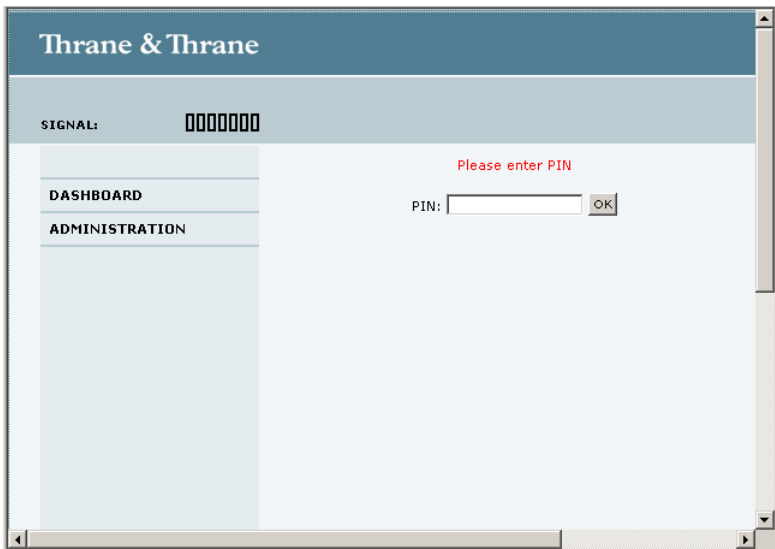 Thrane & Thrane
SIGNAL:
Please enter PIN
DASHBOARD
PIN: OK
ADMINISTRATION